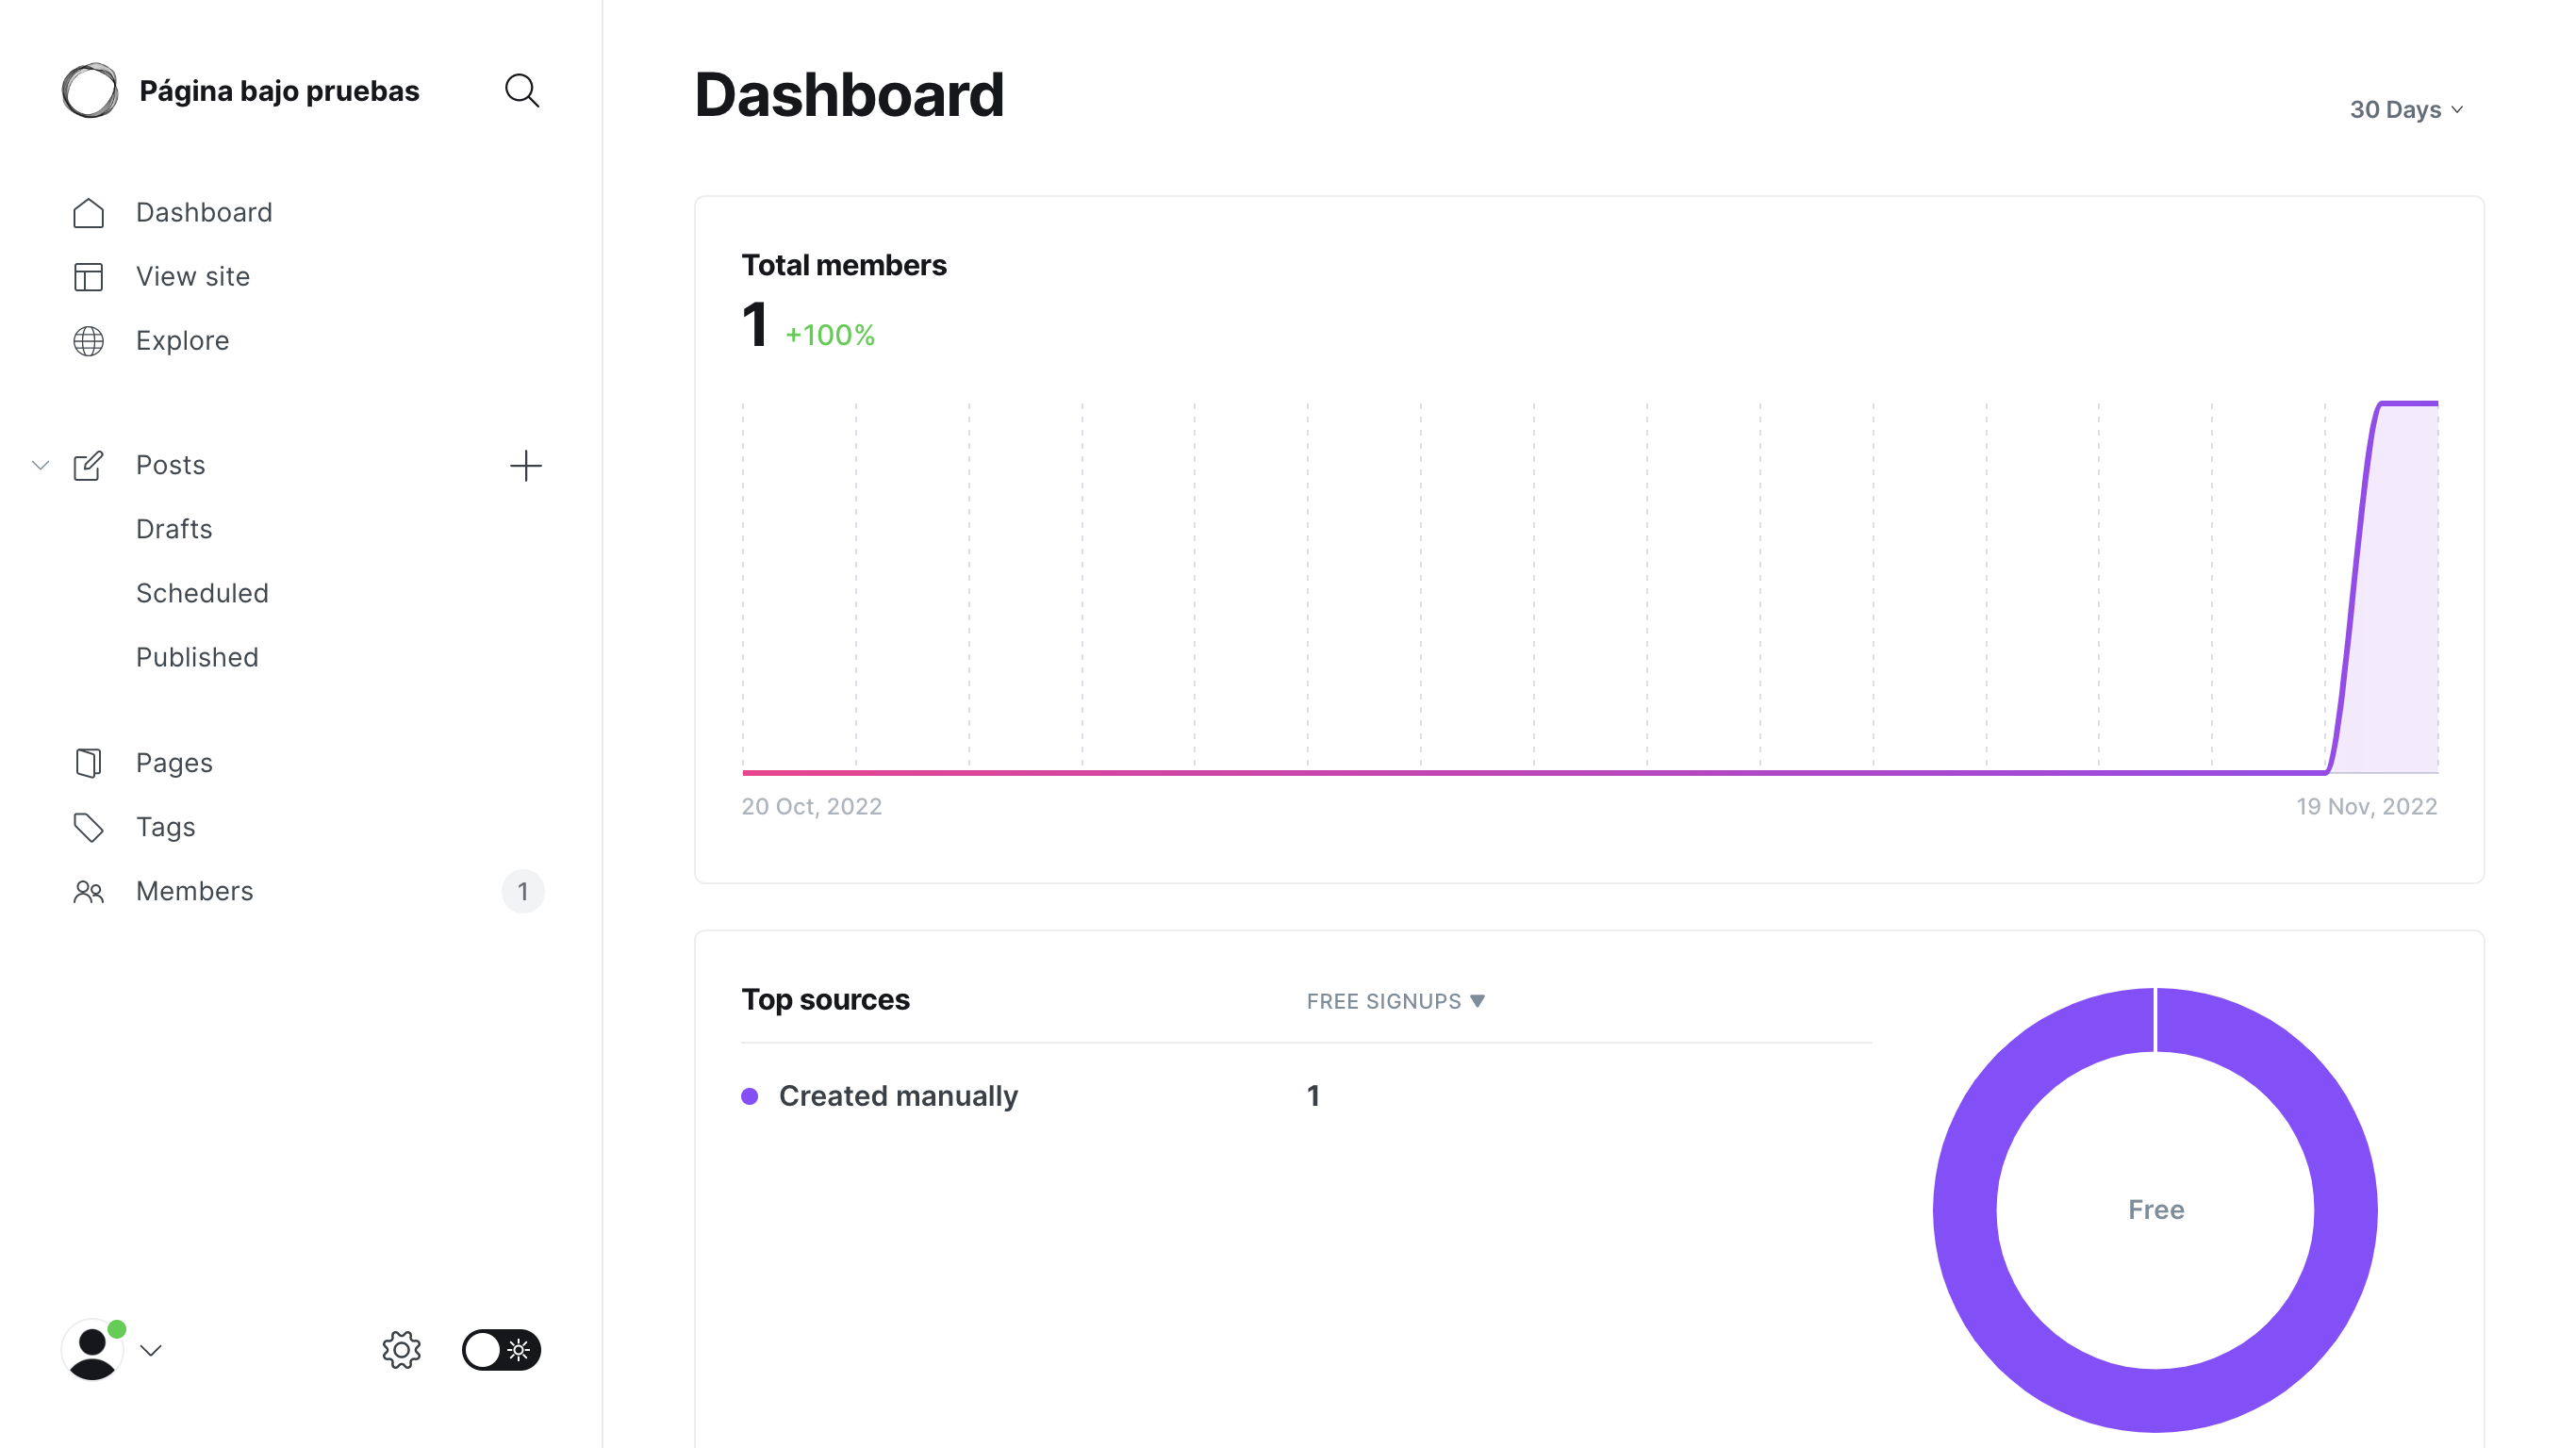 Página bajo pruebas
Dashboard
View site
Explore
Posts
Drafts
Scheduled
Published
Pages
Tags
Members 1
Dashboard
30 Days
Total members
1 +100%
20 Oct, 2022 19 Nov, 2022
Top sources FREE SIGNUPS ▼
Created manually 1
Free